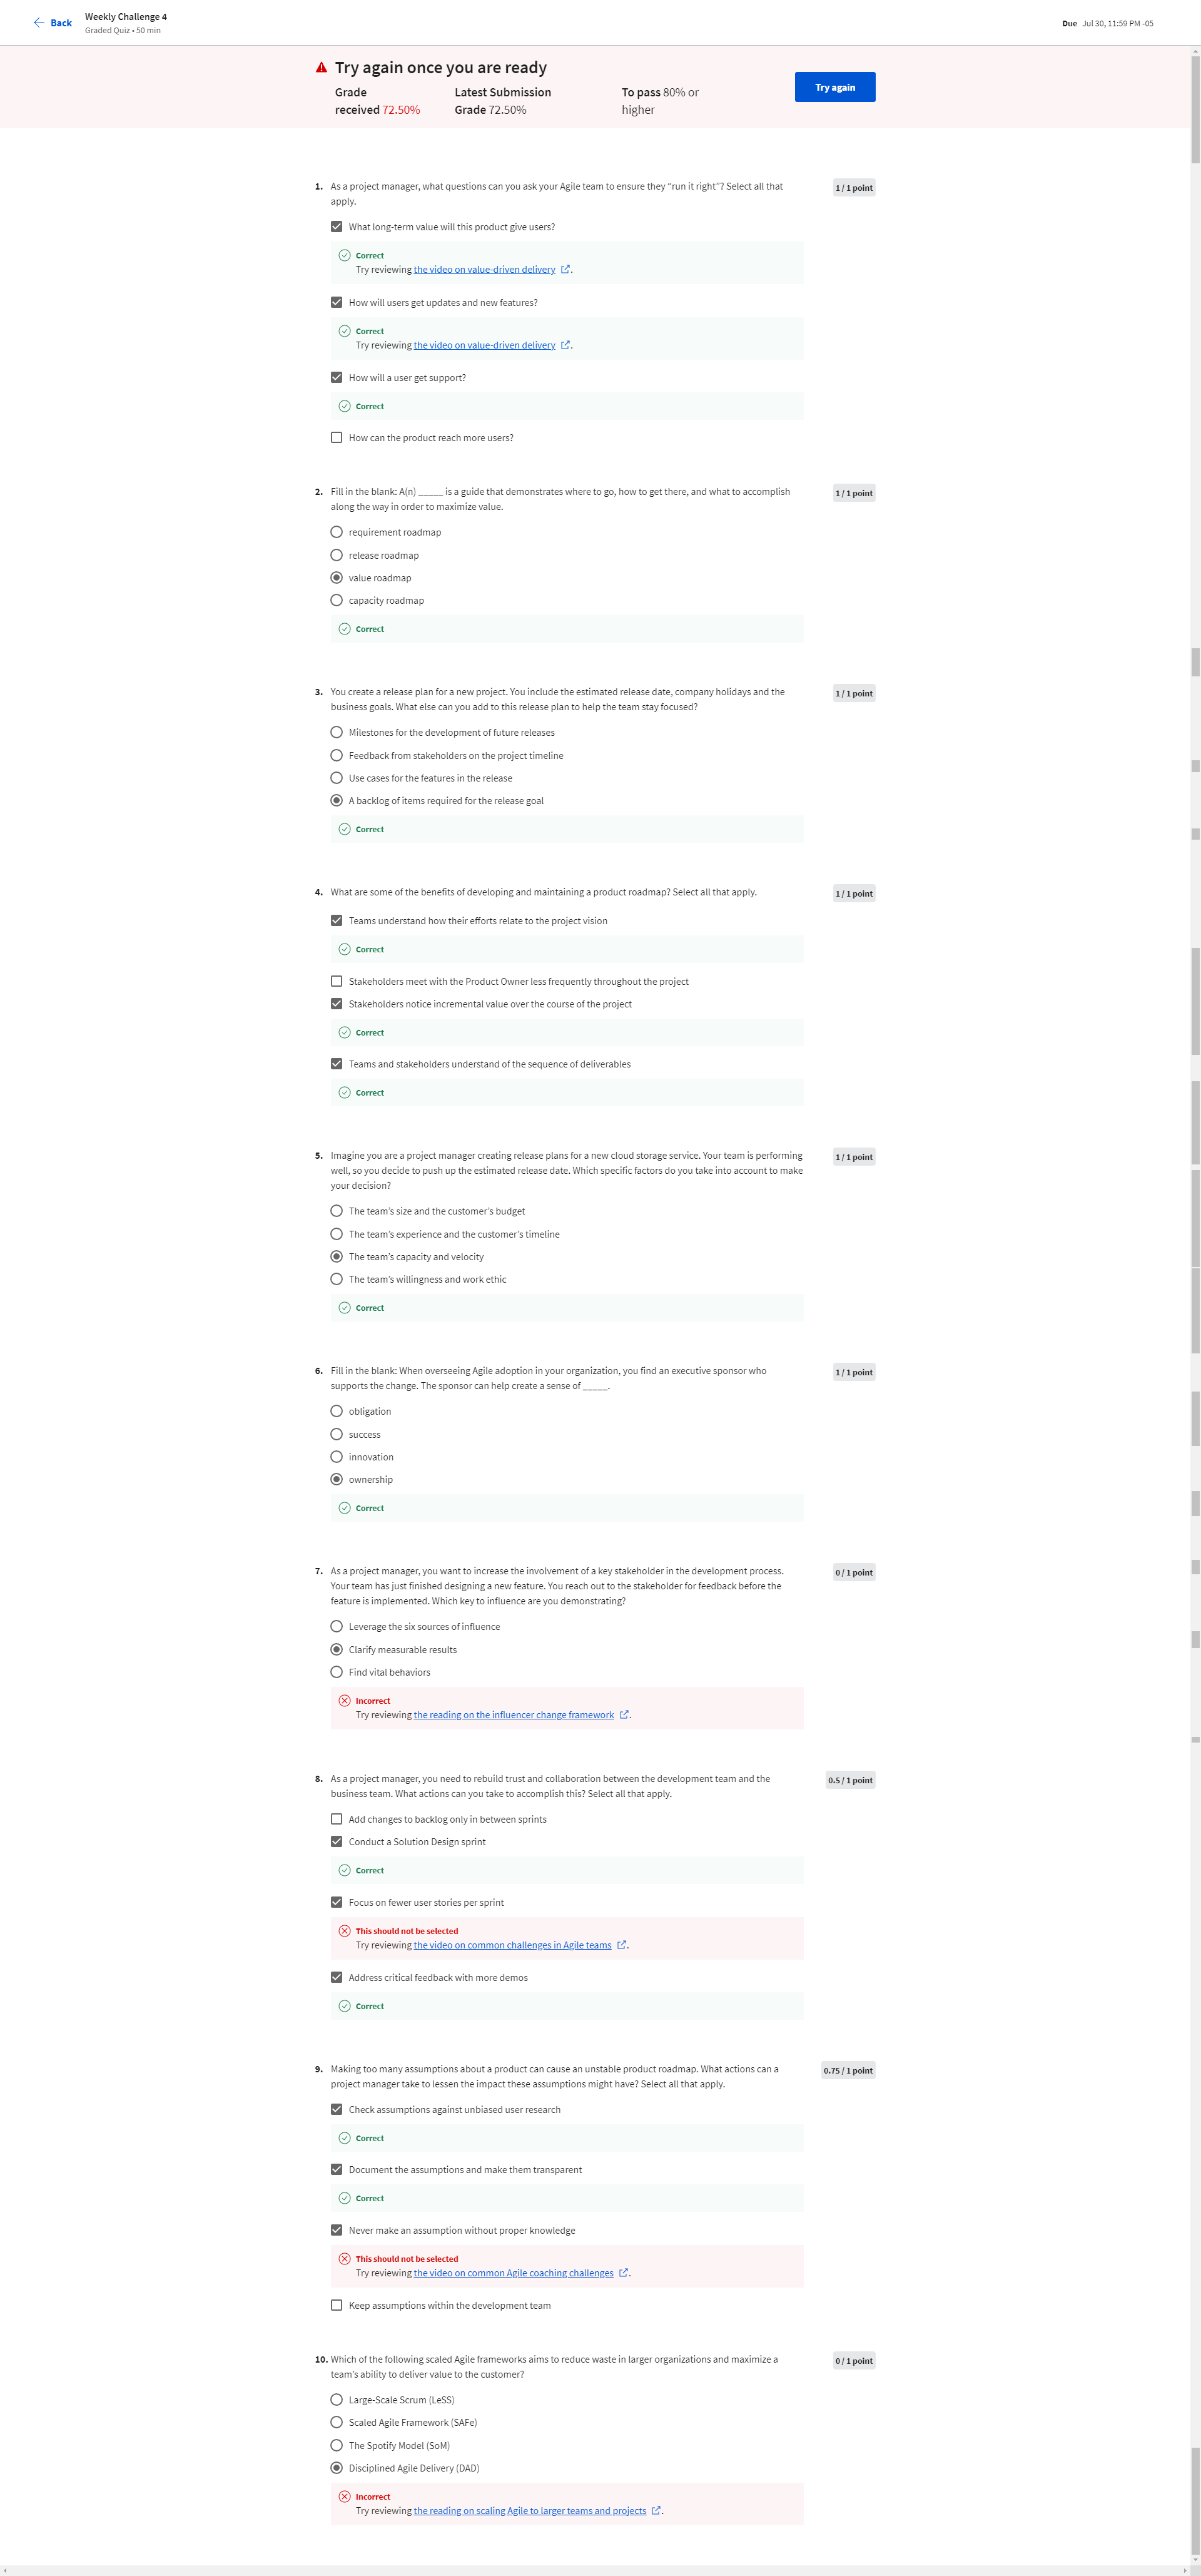 Back
Weekly Challenge 4
Graded Quiz • 50 min
Due Jul 30, 11:59 PM -05
Try again once you are ready
Grade
received 72.50%
Latest Submission
Grade 72.50%
To pass 80% or
higher
Try again
1. As a project manager, what questions can you ask your Agile team to ensure they “run it right”? Select all that
apply.
1 / 1 point
What long-term value will this product give users?
Correct
Try reviewing the video on value-driven delivery .
How will users get updates and new features?
Correct
Try reviewing the video on value-driven delivery .
How will a user get support?
Correct
How can the product reach more users?
2. Fill in the blank: A(n) _____ is a guide that demonstrates where to go, how to get there, and what to accomplish
along the way in order to maximize value.
1 / 1 point
requirement roadmap
release roadmap
value roadmap
capacity roadmap
Correct
3. You create a release plan for a new project. You include the estimated release date, company holidays and the
business goals. What else can you add to this release plan to help the team stay focused?
1 / 1 point
Milestones for the development of future releases
Feedback from stakeholders on the project timeline
Use cases for the features in the release
A backlog of items required for the release goal
Correct
4. What are some of the benefits of developing and maintaining a product roadmap? Select all that apply.
1 / 1 point
Teams understand how their efforts relate to the project vision
Correct
Stakeholders meet with the Product Owner less frequently throughout the project
Stakeholders notice incremental value over the course of the project
Correct
Teams and stakeholders understand of the sequence of deliverables
Correct
5. Imagine you are a project manager creating release plans for a new cloud storage service. Your team is performing
well, so you decide to push up the estimated release date. Which specific factors do you take into account to make
your decision?
1 / 1 point
The team’s size and the customer’s budget
The team’s experience and the customer’s timeline
The team’s capacity and velocity
The team’s willingness and work ethic
Correct
6. Fill in the blank: When overseeing Agile adoption in your organization, you find an executive sponsor who
supports the change. The sponsor can help create a sense of _____.
1 / 1 point
obligation
success
innovation
ownership
Correct
7. As a project manager, you want to increase the involvement of a key stakeholder in the development process.
Your team has just finished designing a new feature. You reach out to the stakeholder for feedback before the
feature is implemented. Which key to influence are you demonstrating?
0 / 1 point
Leverage the six sources of influence
Clarify measurable results
Find vital behaviors
Incorrect
Try reviewing the reading on the influencer change framework .
8. As a project manager, you need to rebuild trust and collaboration between the development team and the
business team. What actions can you take to accomplish this? Select all that apply.
0.5 / 1 point
Add changes to backlog only in between sprints
Conduct a Solution Design sprint
Correct
Focus on fewer user stories per sprint
This should not be selected
Try reviewing the video on common challenges in Agile teams .
Address critical feedback with more demos
Correct
9. Making too many assumptions about a product can cause an unstable product roadmap. What actions can a
project manager take to lessen the impact these assumptions might have? Select all that apply.
0.75 / 1 point
Check assumptions against unbiased user research
Correct
Document the assumptions and make them transparent
Correct
Never make an assumption without proper knowledge
This should not be selected
Try reviewing the video on common Agile coaching challenges .
Keep assumptions within the development team
10. Which of the following scaled Agile frameworks aims to reduce waste in larger organizations and maximize a
team’s ability to deliver value to the customer?
0 / 1 point
Large-Scale Scrum (LeSS)
Scaled Agile Framework (SAFe)
The Spotify Model (SoM)
Disciplined Agile Delivery (DAD)
Incorrect
Try reviewing the reading on scaling Agile to larger teams and projects .